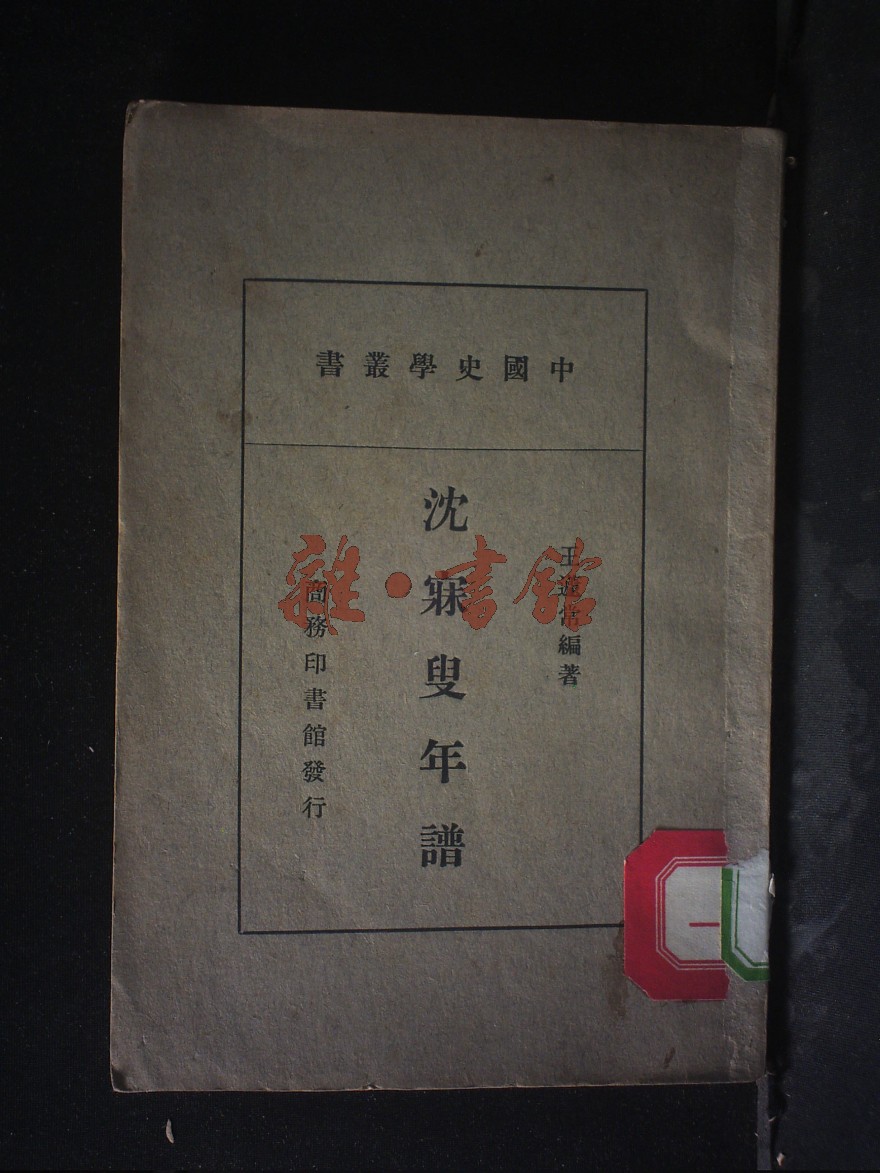 中國史學叢書
王蘧常編著
沈寐叟年譜
商務印書館發行
雜·書館